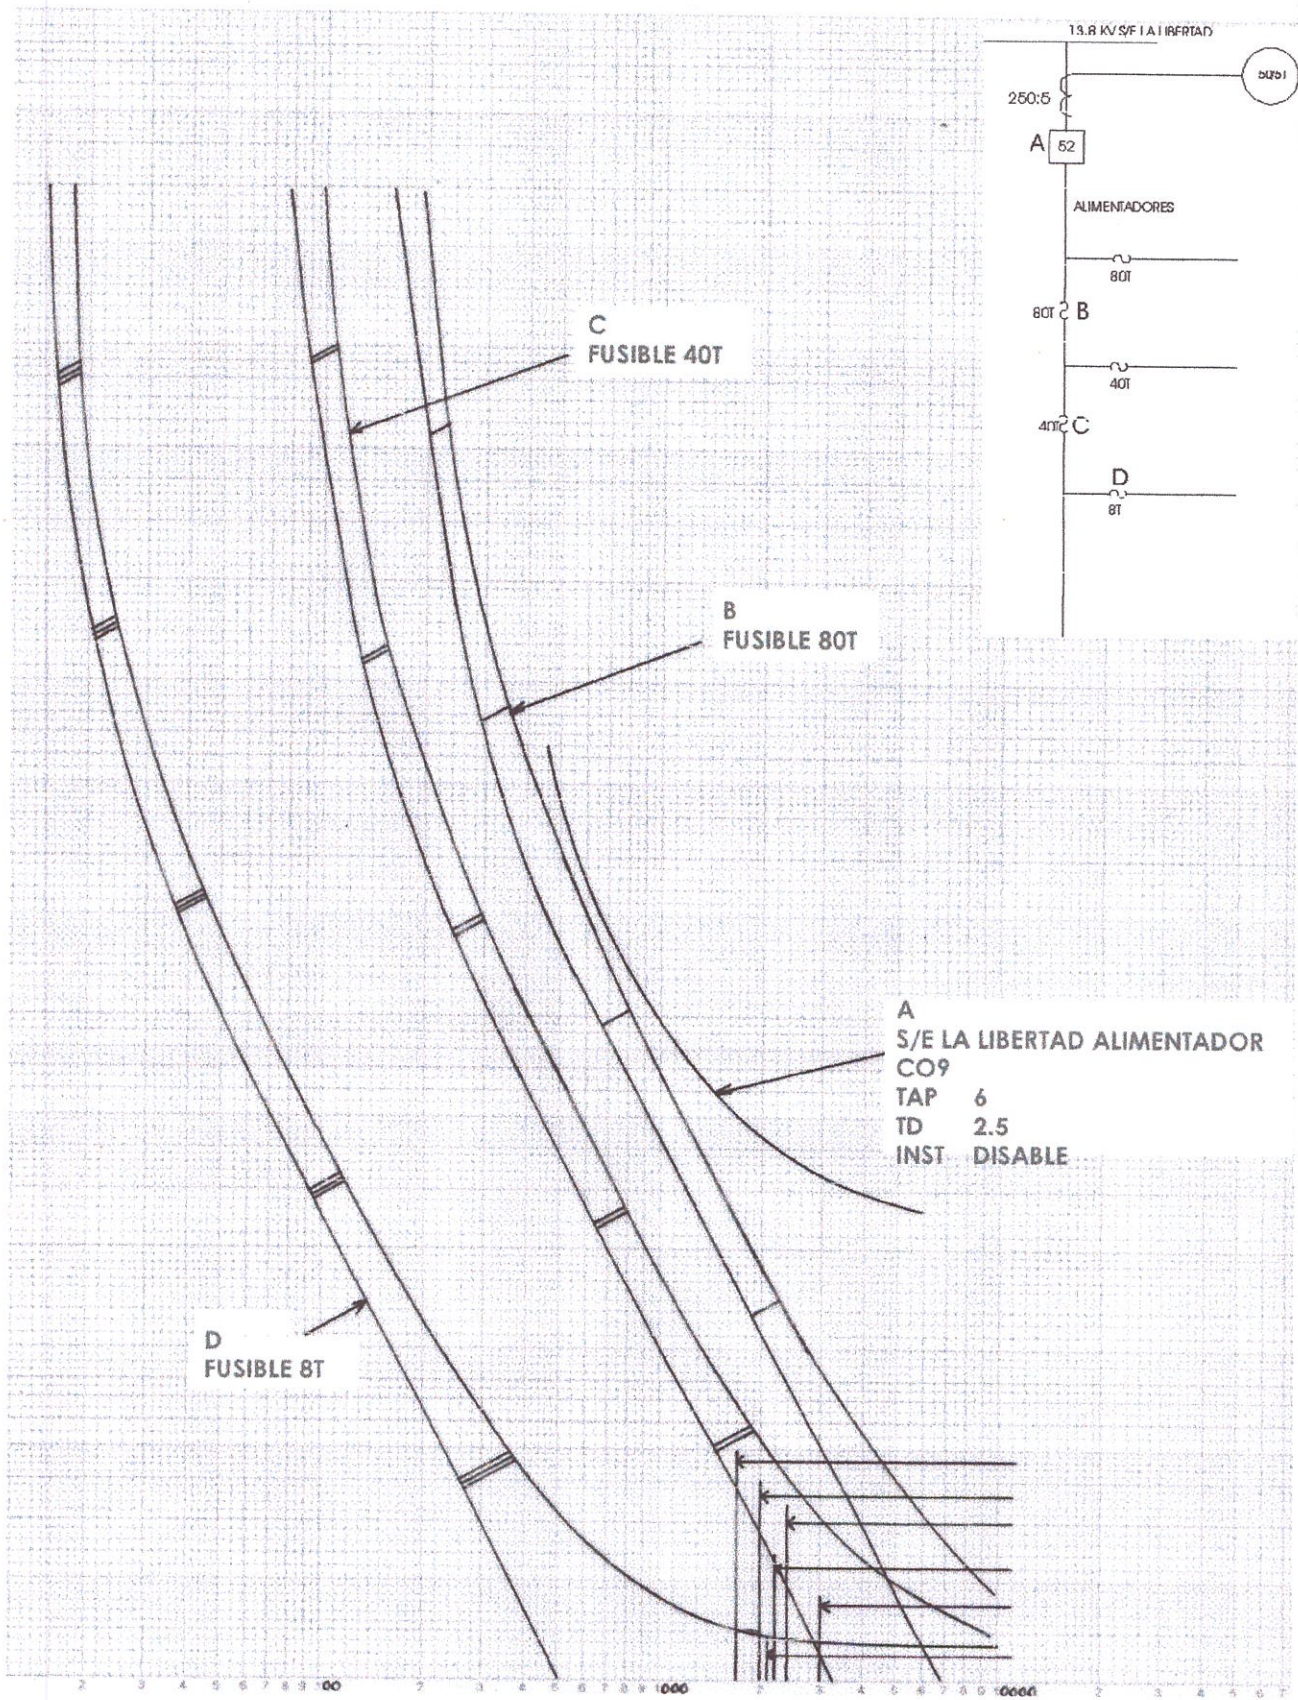 13.8 KV S/E LA LIBERTAD
50/51
250:5
A 52
ALIMENTADORES
80T
80T B
40T
40T C
D
8T
C
FUSIBLE 40T
B
FUSIBLE 80T
A
S/E LA LIBERTAD ALIMENTADOR
CO9
TAP 6
TD 2.5
INST DISABLE
D
FUSIBLE 8T
2 3 4 5 6 7 8 9 100 2 3 4 5 6 7 8 9 1000 2 3 4 5 6 7 8 9 10000 2 3 4 5 6 7